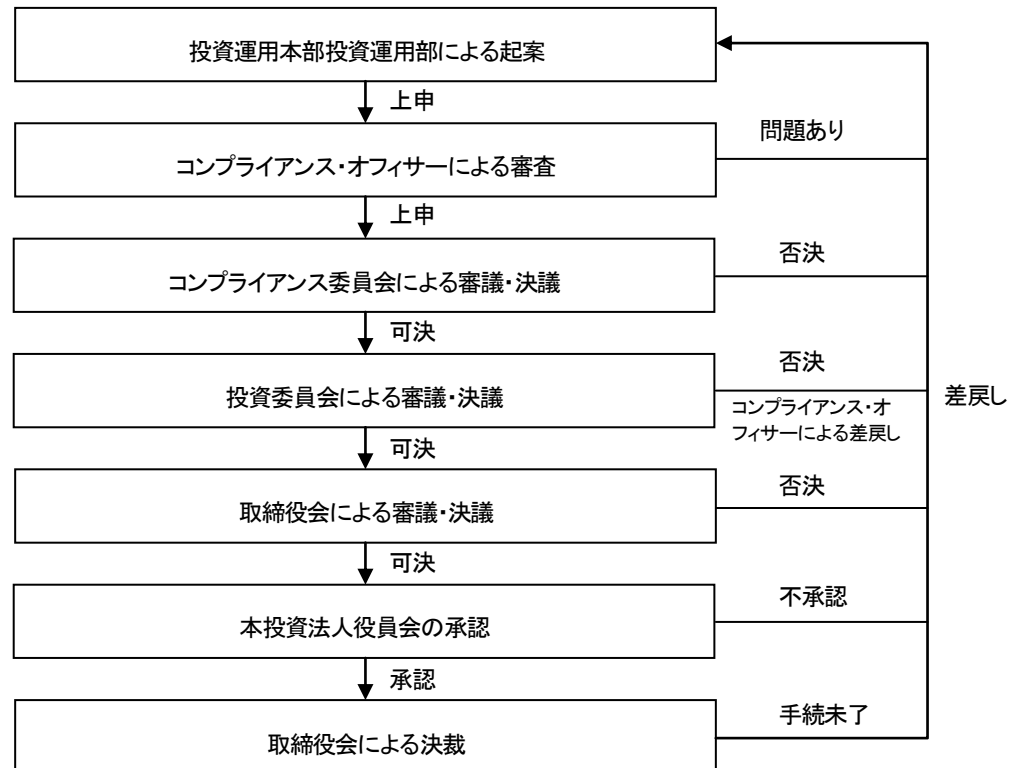 投資運用本部投資運用部による起案
上申
問題あり
コンプライアンス・オフィサーによる審査
上申
否決
コンプライアンス委員会による審議・決議
可決
否決
投資委員会による審議・決議
差戻し
コンプライアンス・オ
フィサーによる差戻し
可決
否決
取締役会による審議・決議
可決
不承認
本投資法人役員会の承認
承認
手続未了
取締役会による決裁